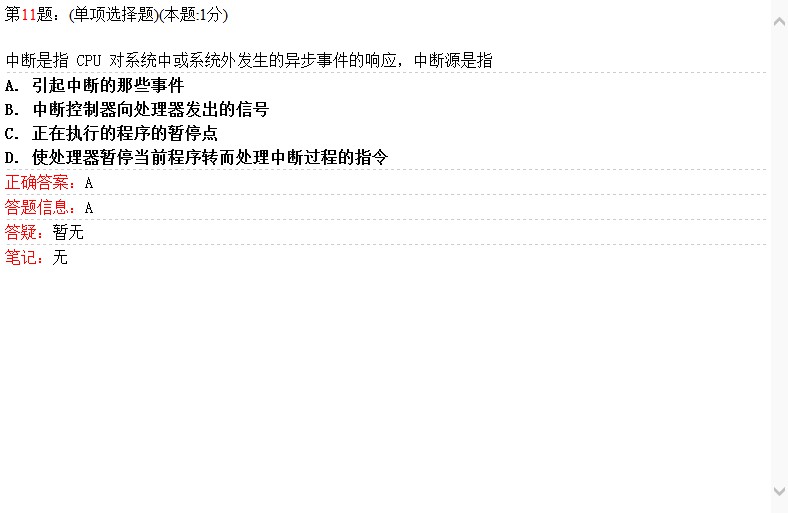 第11题：(单项选择题)(本题:1分)
中断是指 CPU 对系统中或系统外发生的异步事件的响应，中断源是指
A. 引起中断的那些事件
B. 中断控制器向处理器发出的信号
C. 正在执行的程序的暂停点
D. 使处理器暂停当前程序转而处理中断过程的指令
正确答案：A
答题信息：A
答疑：暂无
笔记：无